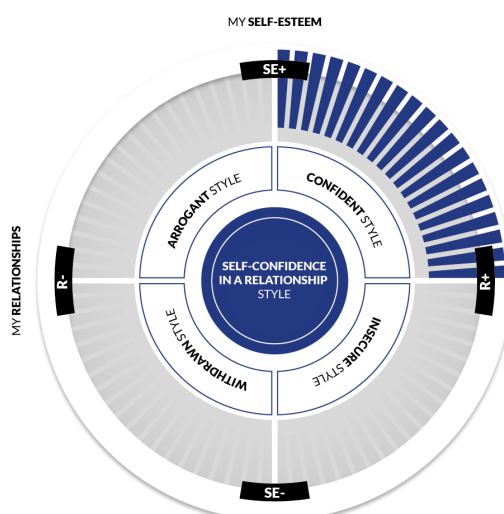 MY SELF-ESTEEM
SE+
ARROGANT STYLE
CONFIDENT STYLE
MY RELATIONSHIPS
R-
SELF-CONFIDENCE
IN A RELATIONSHIP
STYLE
R+
WITHDRAWN STYLE
INSECURE STYLE
SE-